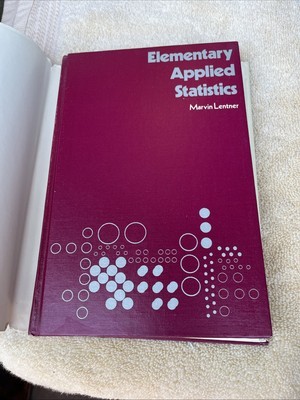 Elementary
Applied
Statistics
Marvin Lentner